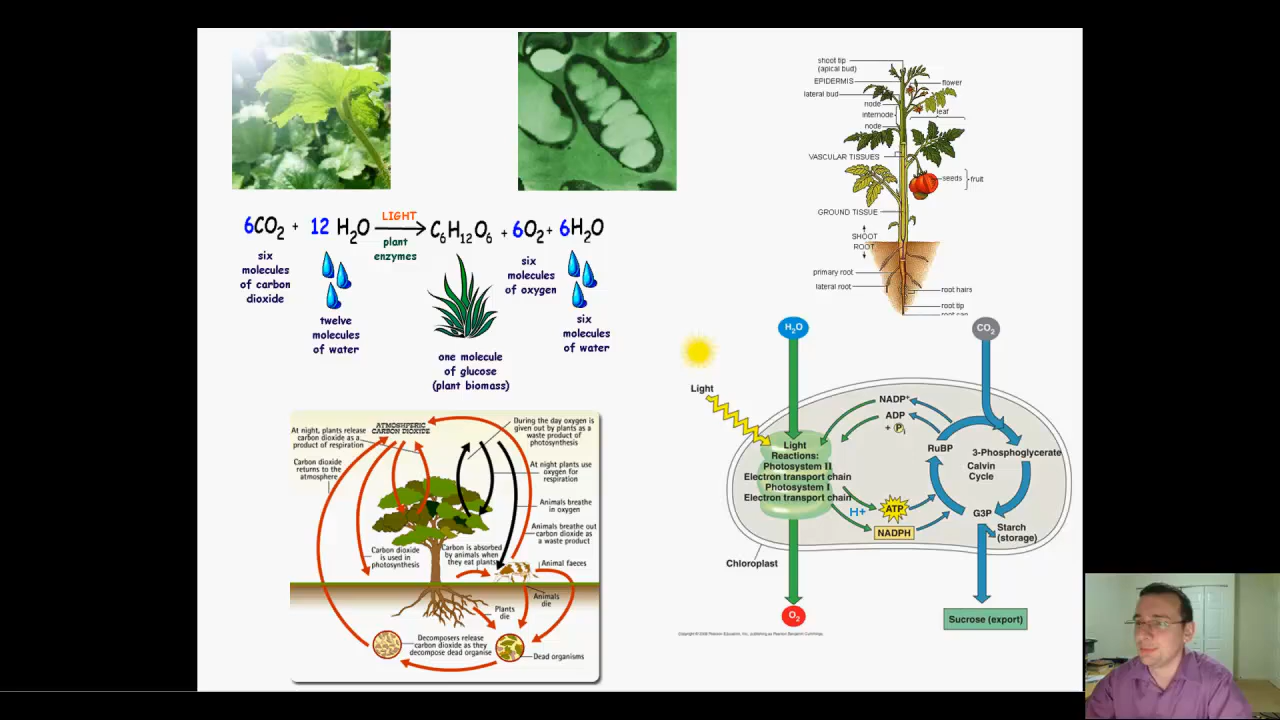 6CO2 + 12 H2O LIGHT C6H12O6 + 6O2 + 6H2O
plant
enzymes
six
molecules
of carbon
dioxide
twelve
molecules
of water
one molecule
of glucose
(plant biomass)
six
molecules
of oxygen
six
molecules
of water
shoot tip
(apical bud)
EPIDERMIS
lateral bud
node
internode
node
VASCULAR TISSUES
GROUND TISSUE
SHOOT
ROOT
primary root
lateral root
flower
leaf
seeds
fruit
root hairs
root tip
root cap
At night, plants release
carbon dioxide as a
product of respiration
ATMOSHPERIC
CARBON DIOXIDE
During the day oxygen is
given out by plants as a
waste product of
photosynthesis
Carbon dioxide
returns to the
atmosphere
At night plants use
oxygen for
respiration
Animals breathe
in oxygen
Animals breathe out
carbon dioxide as
a waste product
Carbon dioxide
is used in
photosynthesis
Carbon is absorbed
by animals when
they eat plants
Animal faeces
Animals
die
Plants
die
Decomposers release
carbon dioxide as they
decompose dead organise
Dead organisms
H2O
CO2
Light
NADP+
ADP
+ P
Light
Reactions:
Photosystem II
Electron transport chain
Photosystem I
Electron transport chain
RuBP
3-Phosphoglycerate
Calvin
Cycle
H+
ATP
NADPH
G3P
Starch
(storage)
Chloroplast
O2
Sucrose (export)
Copyright © 2008 Pearson Education, Inc., publishing as Pearson Benjamin Cummings.